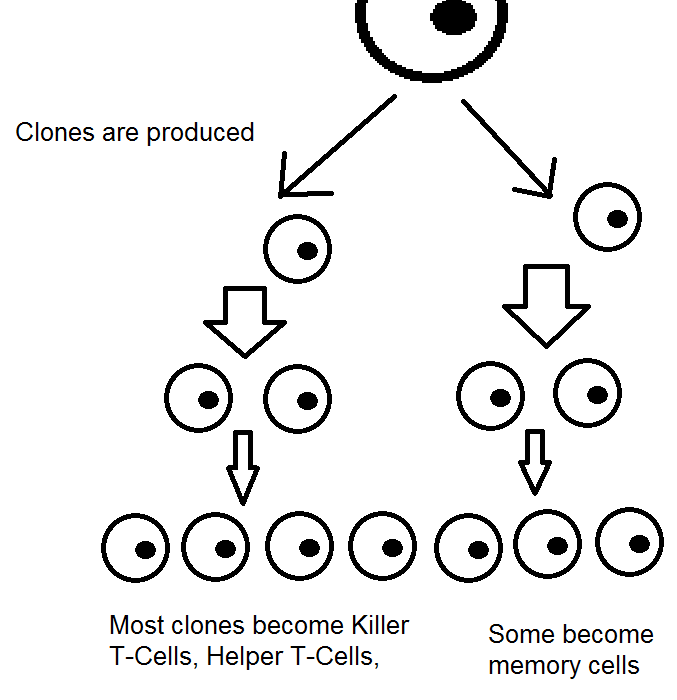 Clones are produced
Most clones become Killer
T-Cells, Helper T-Cells,
Some become
memory cells